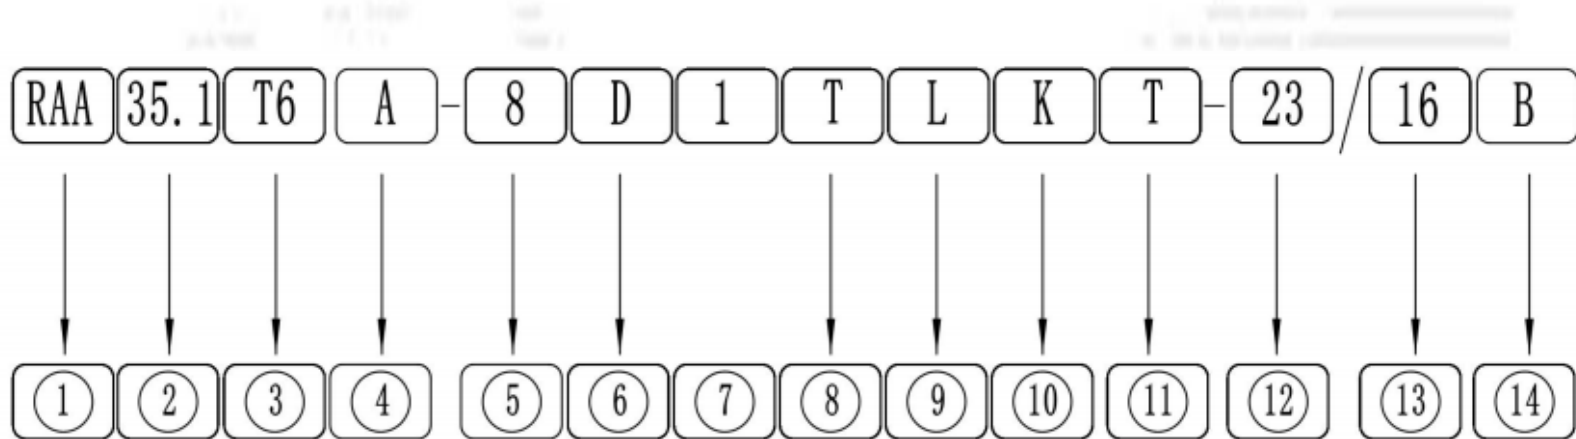 RAA 35.1 T6 A - 8 D 1 T L K T - 23 / 16 B
① ② ③ ④ ⑤ ⑥ ⑦ ⑧ ⑨ ⑩ ⑪ ⑫ ⑬ ⑭